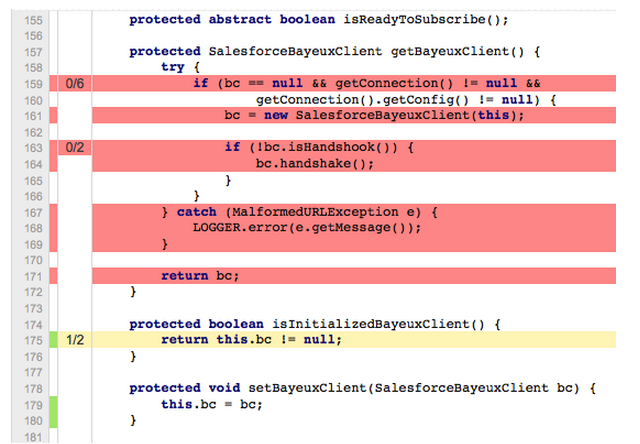 155 protected abstract boolean isReadyToSubscribe();
156
157 protected SalesforceBayeuxClient getBayeuxClient() {
158 try {
159 0/6 if (bc == null && getConnection() != null &&
160 getConnection().getConfig() != null) {
161 bc = new SalesforceBayeuxClient(this);
162
163 0/2 if (!bc.isHandshook()) {
164 bc.handshake();
165 }
166 }
167 } catch (MalformedURLException e) {
168 LOGGER.error(e.getMessage());
169 }
170
171 return bc;
172 }
173
174 protected boolean isInitializedBayeuxClient() {
175 1/2 return this.bc != null;
176 }
177
178 protected void setBayeuxClient(SalesforceBayeuxClient bc) {
179 this.bc = bc;
180 }
181